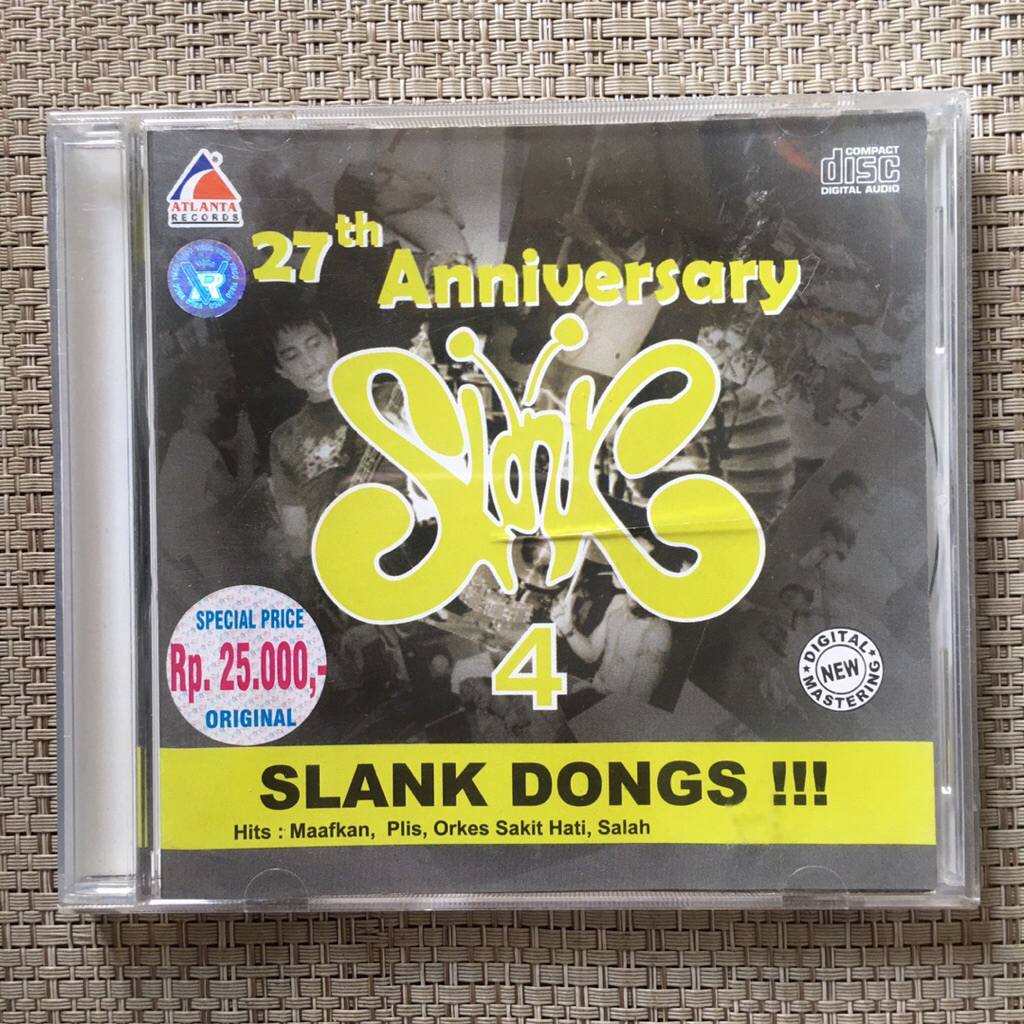 COMPACT
disc
DIGITAL AUDIO
ATLANTA
RECORDS
27th
Anniversary
Slank
4
SPECIAL PRICE
Rp. 25.000,-
ORIGINAL
DIGITAL
NEW
MASTERING
SLANK DONGS !!!
Hits : Maafkan, Plis, Orkes Sakit Hati, Salah